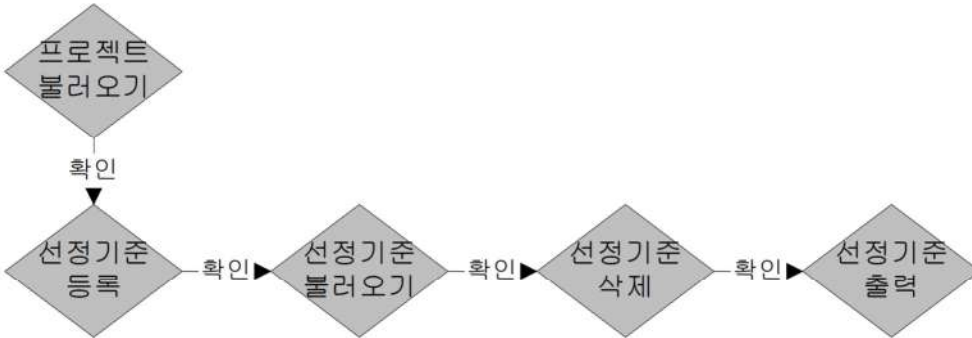 프로젝트
불러오기
확인
선정기준
등록
확인
선정기준
불러오기
확인
선정기준
삭제
확인
선정기준
출력